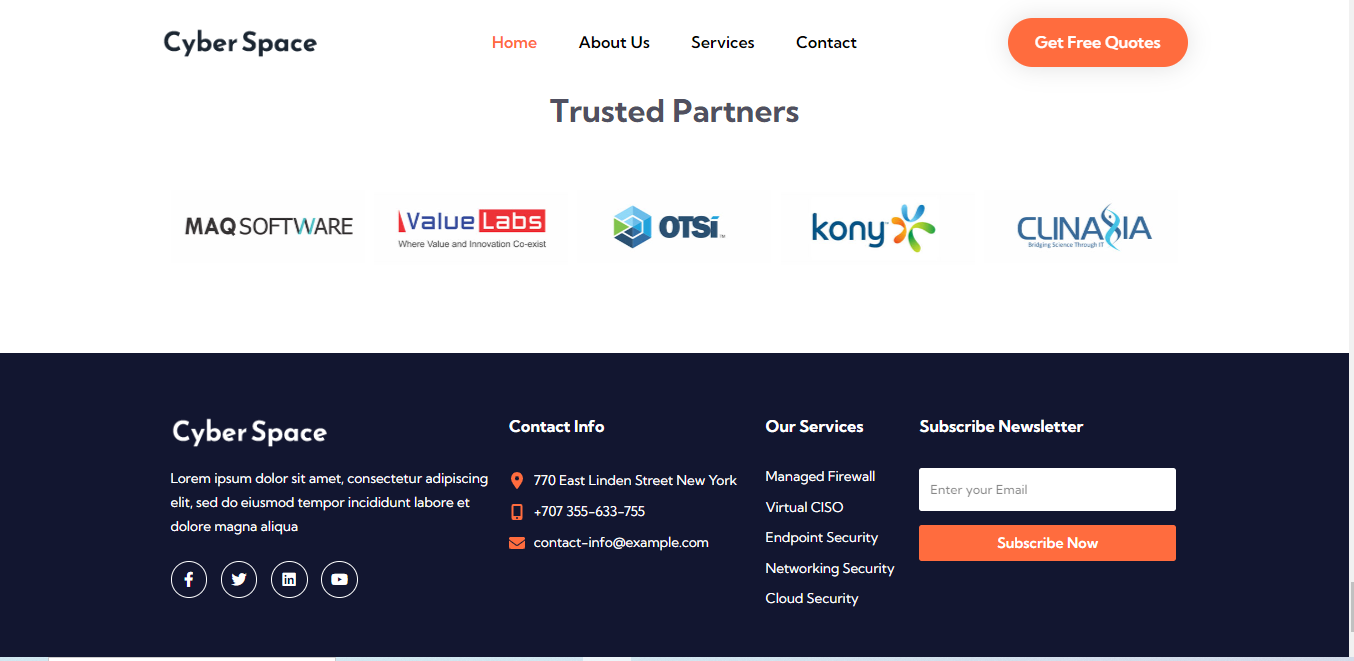 Cyber Space
Home
About Us
Services
Contact
Get Free Quotes
Trusted Partners
MAQ SOFTWARE
Value Labs
Where Value and Innovation Co-exist
OTSi
TM
kony
CLINASIA
Bridging Science Through IT
Cyber Space
Lorem ipsum dolor sit amet, consectetur adipiscing
elit, sed do eiusmod tempor incididunt labore et
dolore magna aliqua
Contact Info
770 East Linden Street New York
+707 355-633-755
contact-info@example.com
Our Services
Managed Firewall
Virtual CISO
Endpoint Security
Networking Security
Cloud Security
Subscribe Newsletter
Enter your Email
Subscribe Now